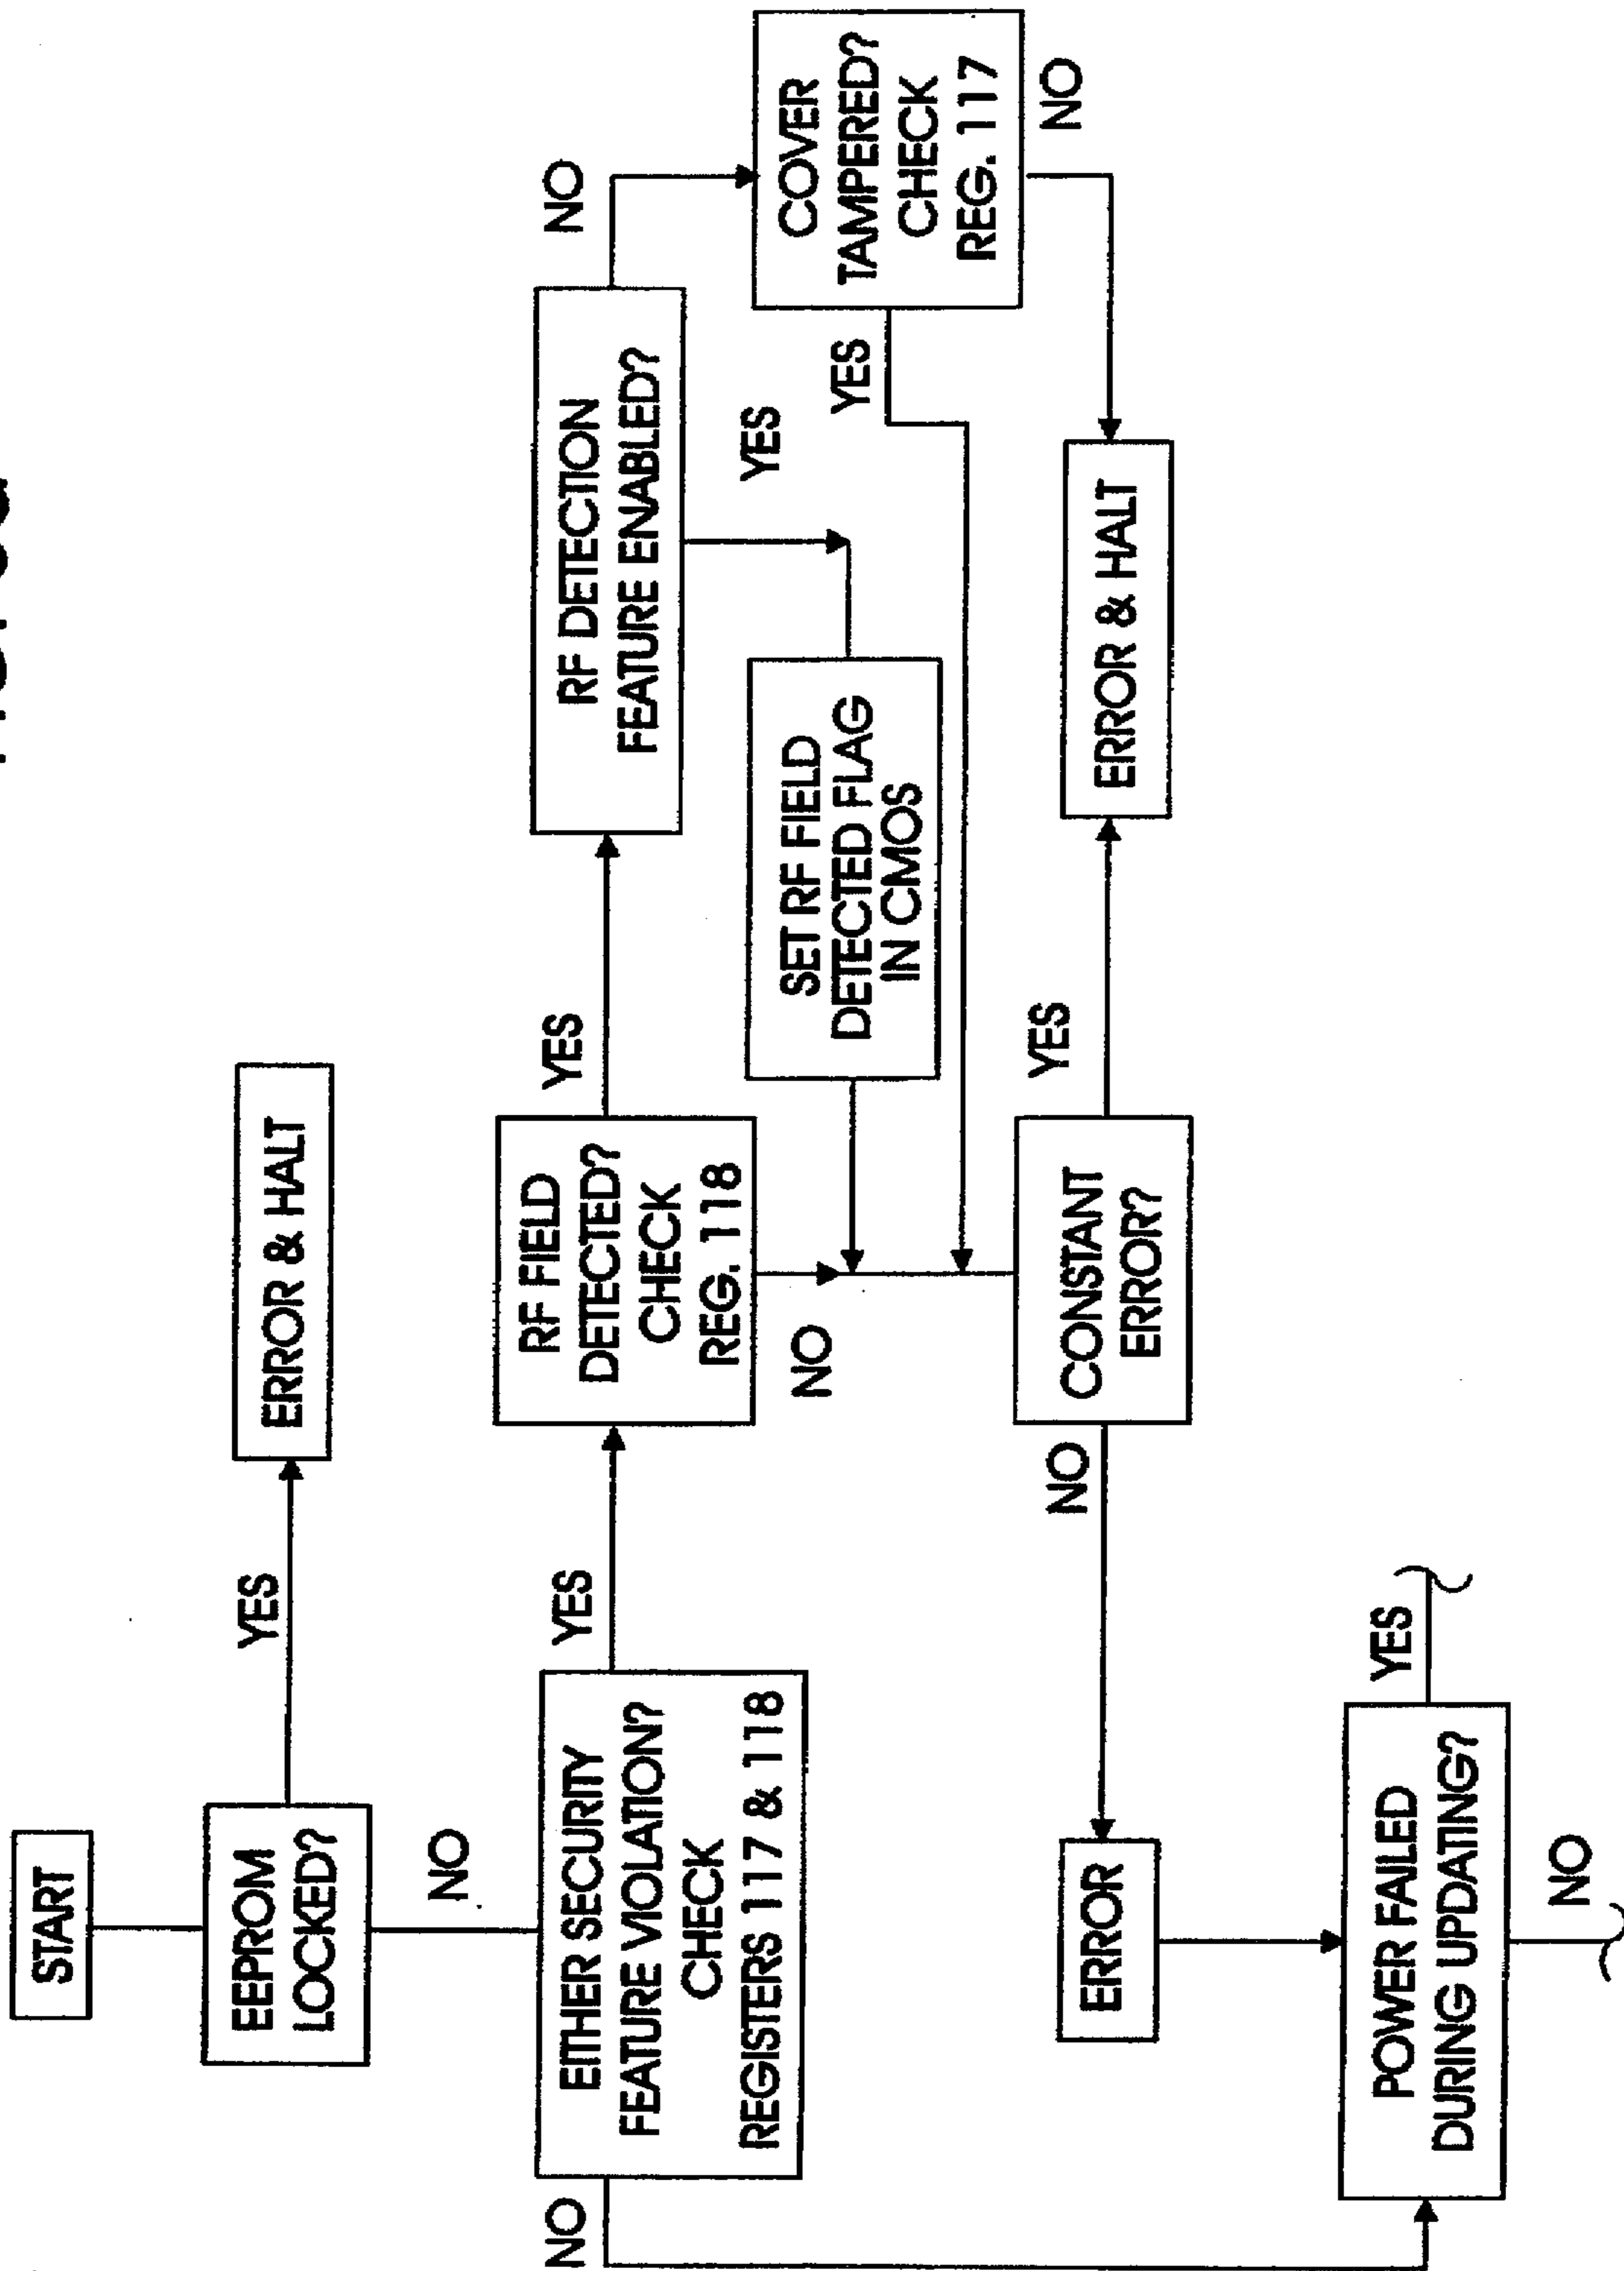 START
EEPROM
LOCKED?
YES
ERROR & HALT
NO
EITHER SECURITY
FEATURE VIOLATION?
CHECK
REGISTERS 117 & 118
NO
YES
RF FIELD
DETECTED?
CHECK
REG. 118
YES
NO
RF DETECTION
FEATURE ENABLED?
NO
YES
SET RF FIELD
DETECTED FLAG
IN CMOS
COVER
TAMPERED?
CHECK
REG. 117
YES
NO
CONSTANT
ERROR?
YES
ERROR & HALT
NO
ERROR
POWER FAILED
DURING UPDATING?
YES
NO